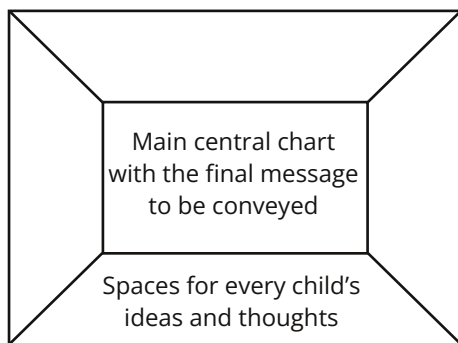 Main central chart
with the final message
to be conveyed
Spaces for every child’s
ideas and thoughts